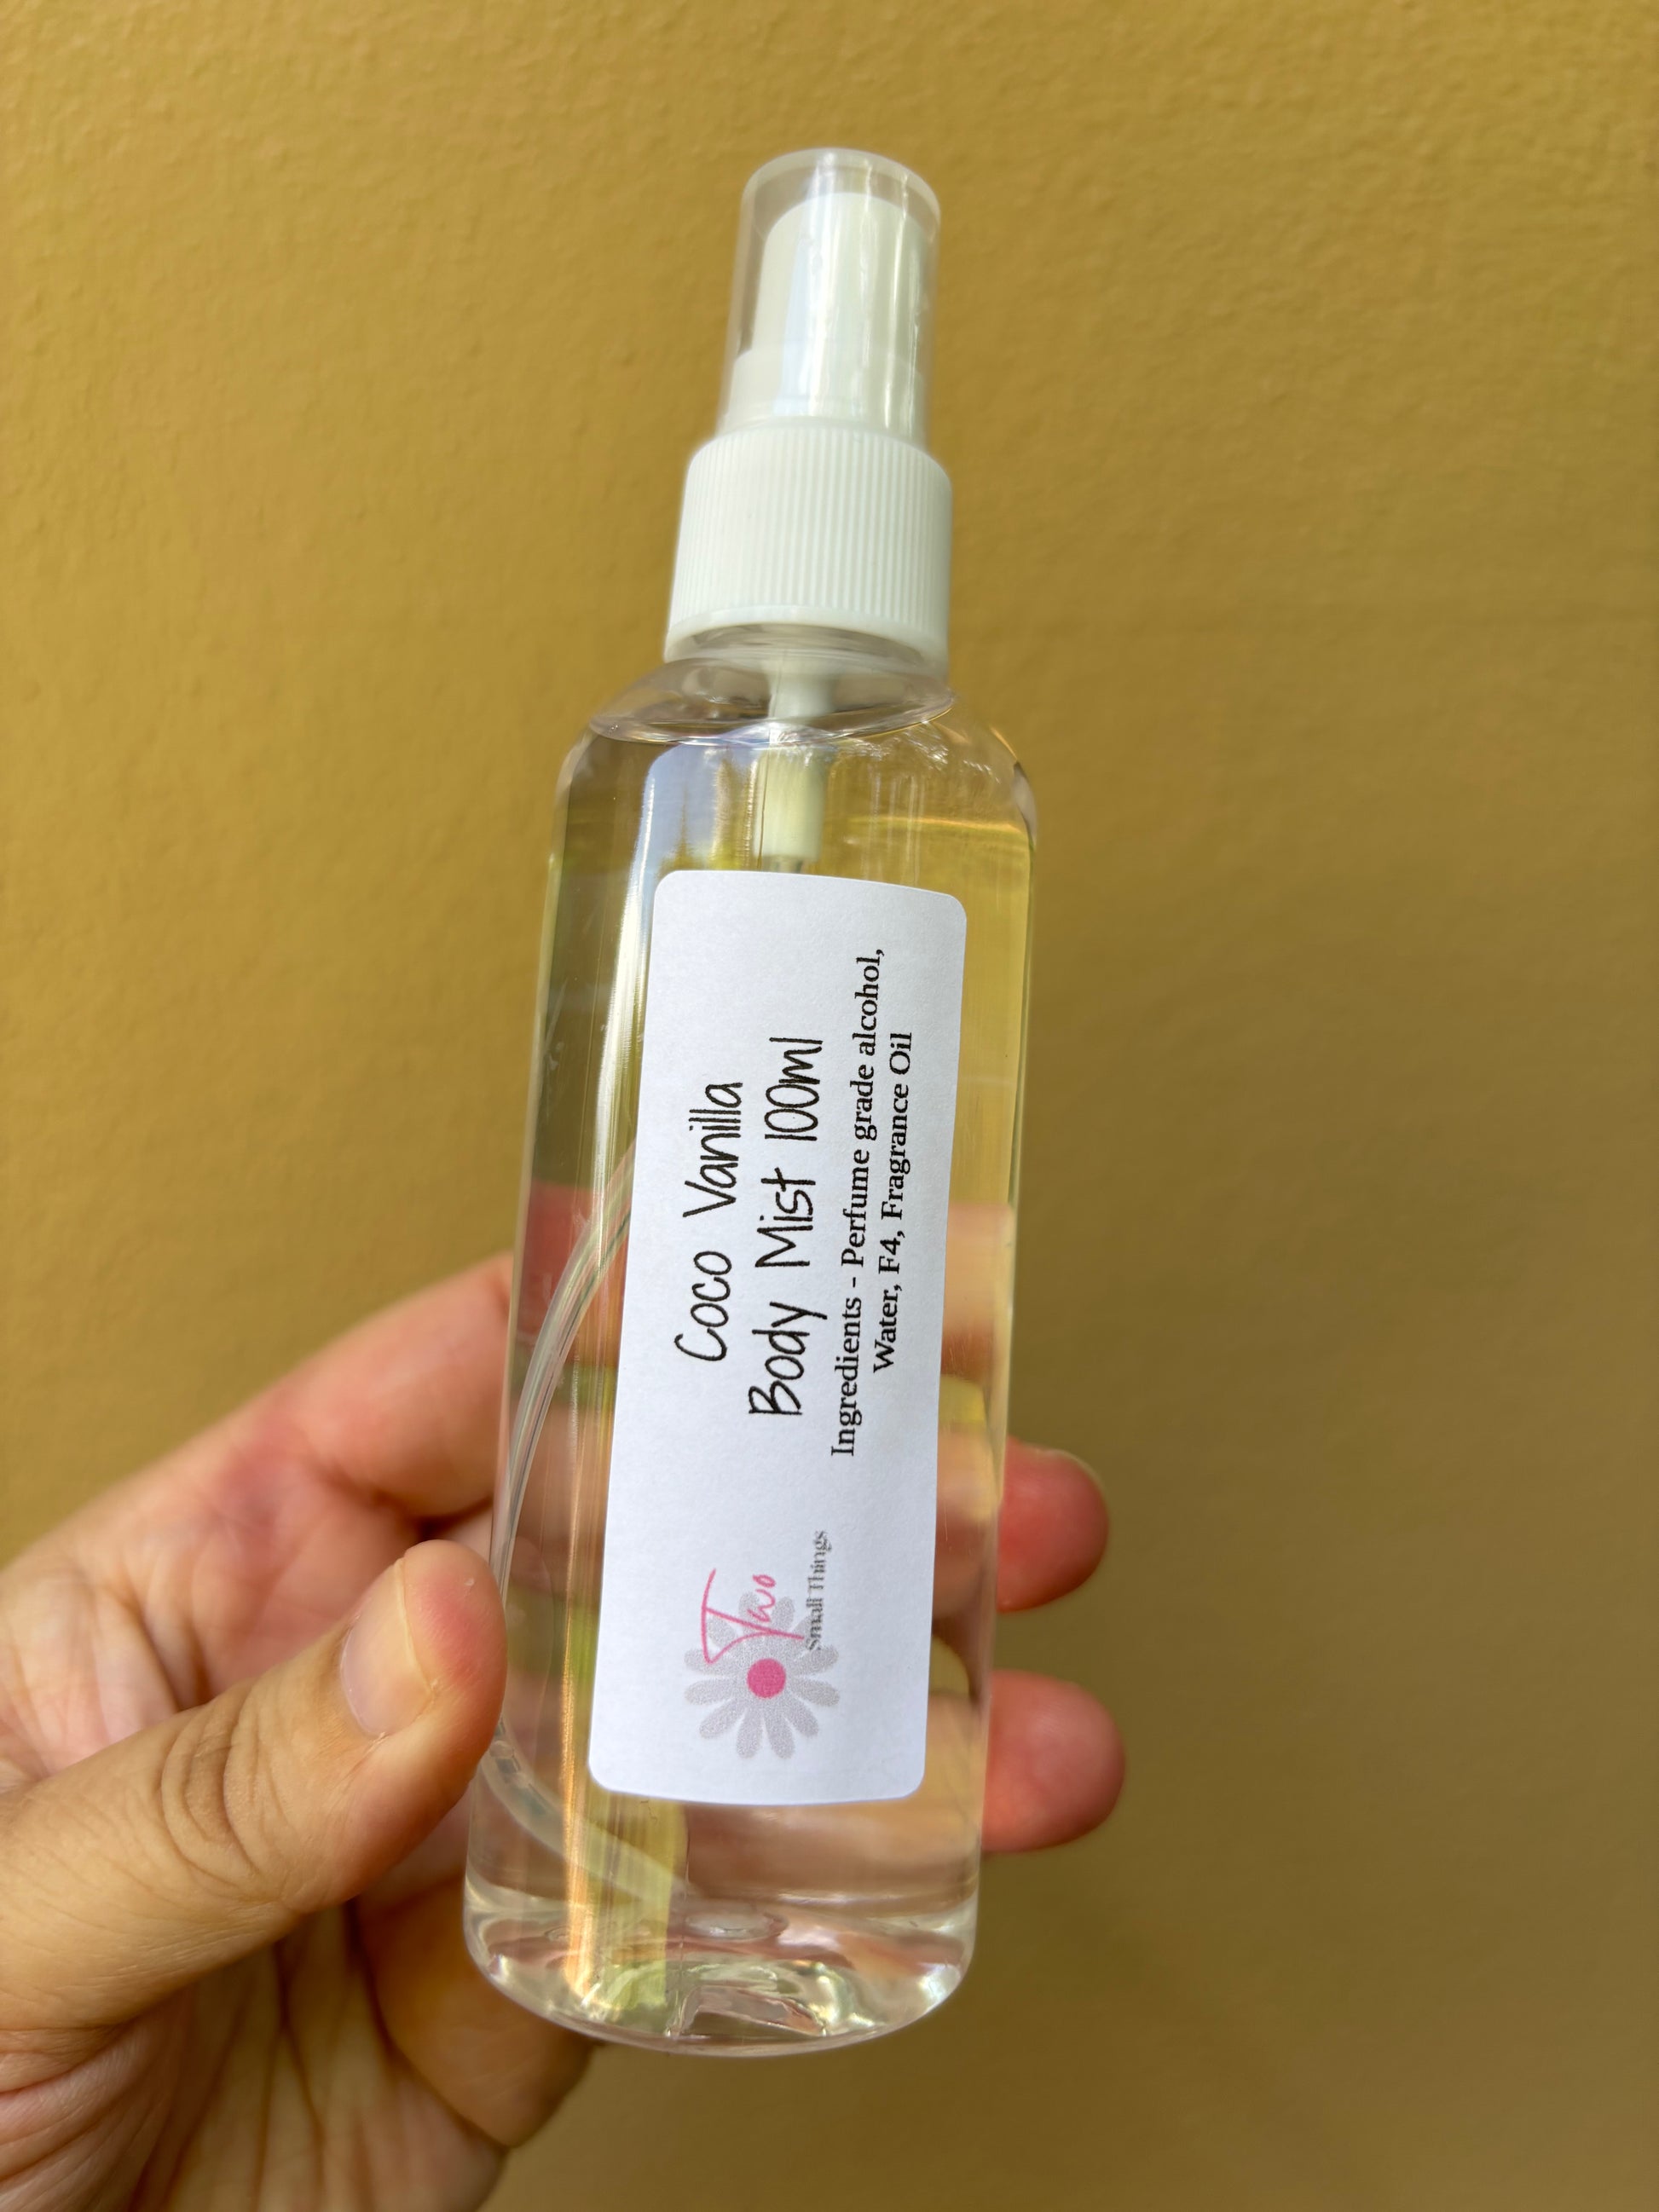 Coco Vanilla
Body Mist 100ml
Ingredients - Perfume grade alcohol,
Water, F4, Fragrance Oil
Two
Small Things